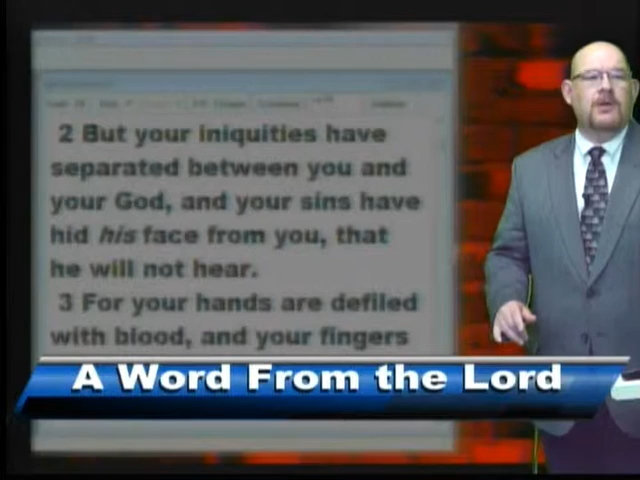 2 But your iniquities have
separated between you and
your God, and your sins have
hid his face from you, that
he will not hear.
3 For your hands are defiled
with blood, and your fingers
A Word From the Lord